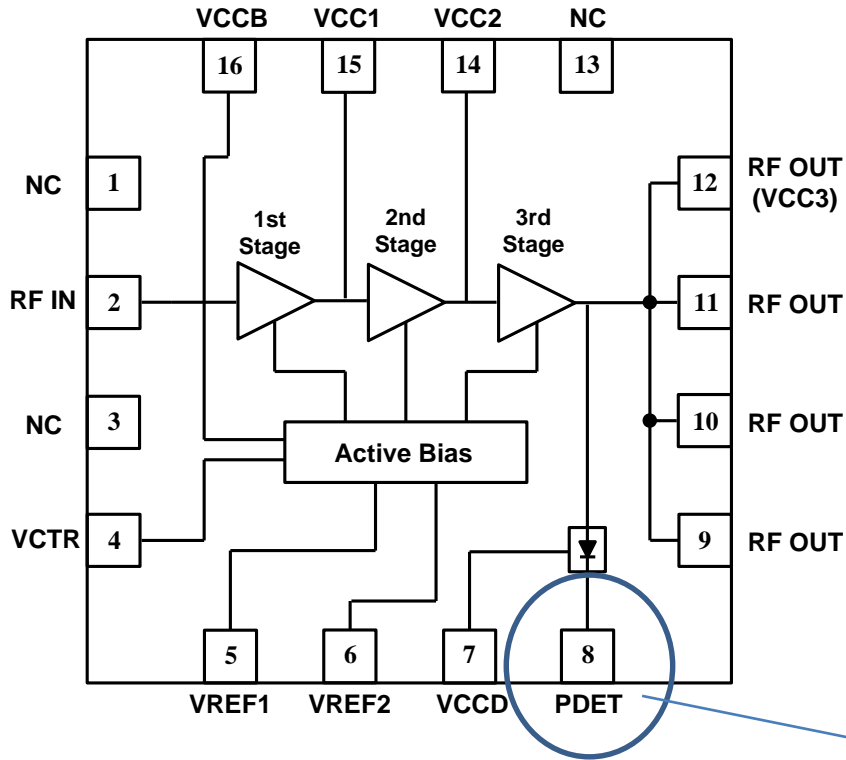 VCCB
VCC1
VCC2
NC
16
15
14
13
NC
1
RF IN
2
NC
3
VCTR
4
1st
Stage
2nd
Stage
3rd
Stage
Active Bias
12
RF OUT
(VCC3)
11
RF OUT
10
RF OUT
9
RF OUT
5
6
7
8
VREF1
VREF2
VCCD
PDET